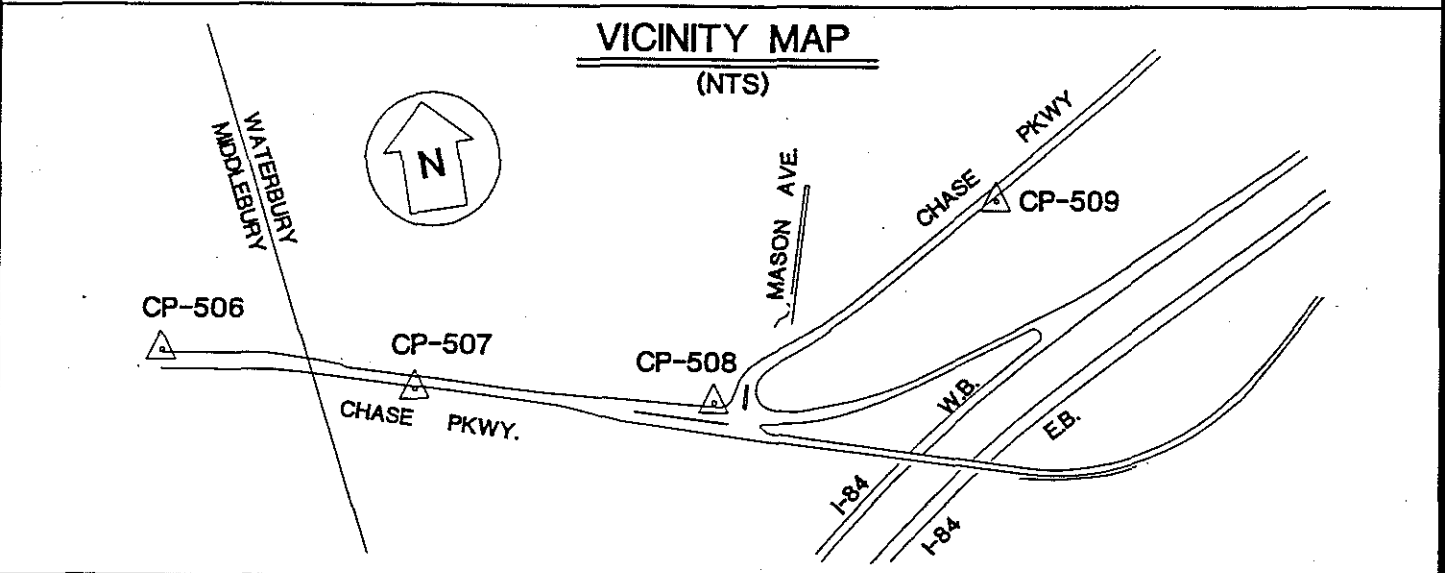 VICINITY MAP
(NTS)
WATERBURY
MIDDLEBURY
N
MASON AVE.
CHASE PKWY
CP-509
CP-506
CP-507
CP-508
CHASE PKWY.
W.B.
E.B.
I-84
I-84